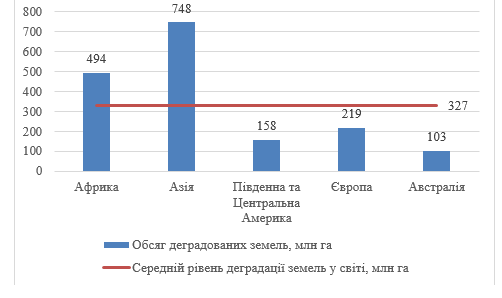 800
748
700
600
500
494
400
300
327
219
200
158
100
103
0
Африка
Азія
Південна та
Центральна
Америка
Європа
Австралія
Обсяг деградованих земель, млн га
Середній рівень деградації земель у світі, млн га